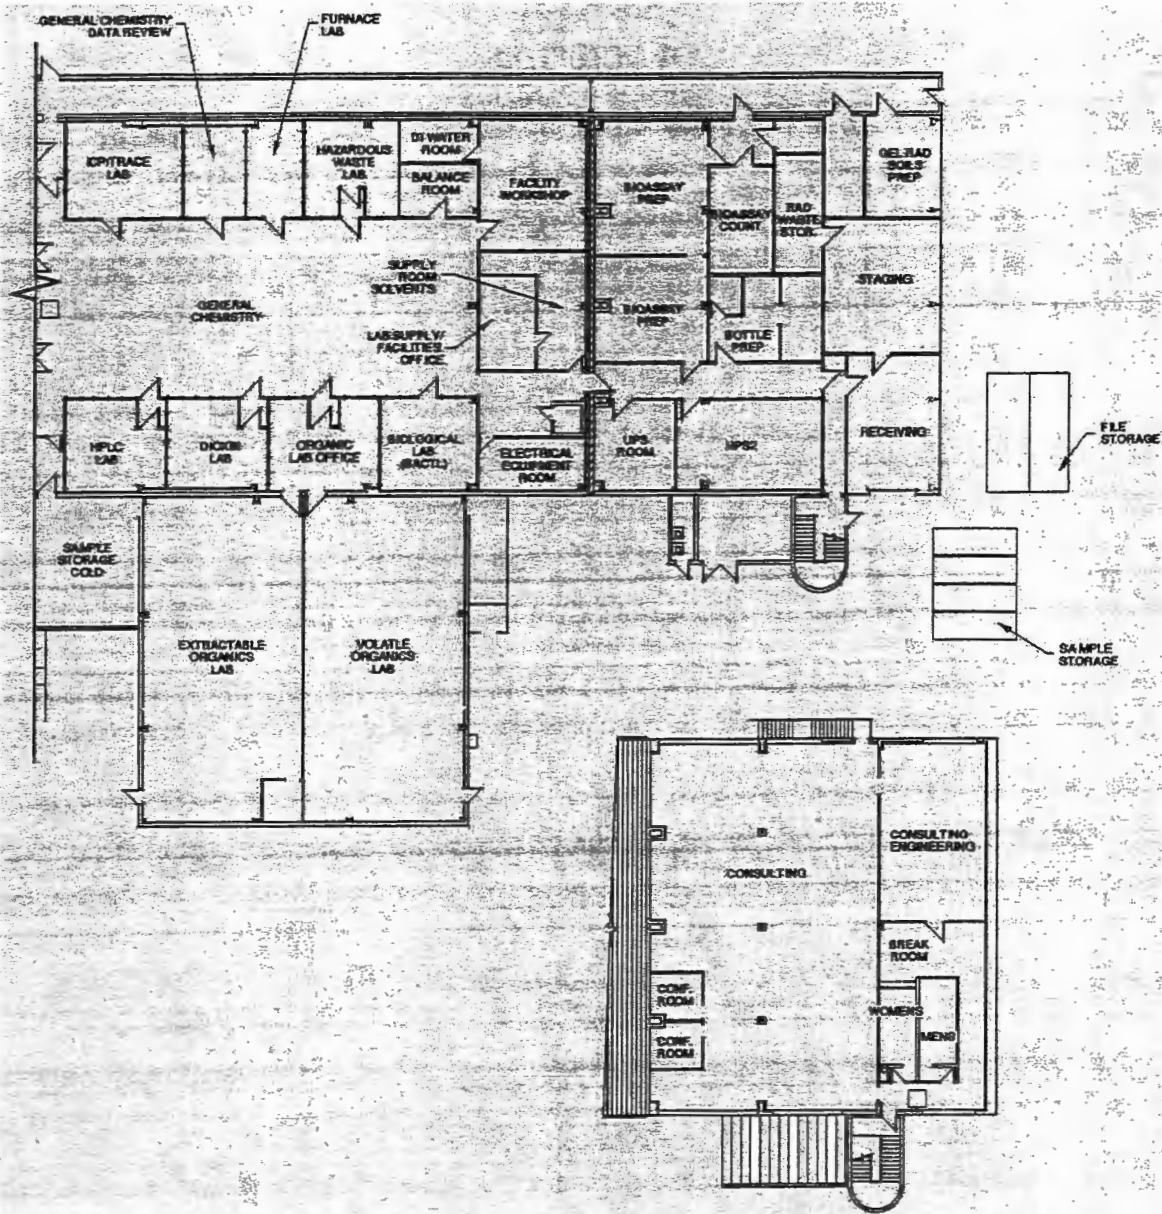 GENERAL CHEMISTRY
DATA REVIEW
FURNACE
LAB
ICP/TRACE
LAB
HAZARDOUS
WASTE
LAB
DI WATER
ROOM
BALANCE
ROOM
FACILITY
WORKSHOP
BIOASSAY
PREP
BIOASSAY
COUNT
RAD
WASTE
STOR.
GEL/RAD
SOILS
PREP
SUPPLY
ROOM
SOLVENTS
GENERAL
CHEMISTRY
LAB SUPPLY/
FACILITIES
OFFICE
BIOASSAY
PREP
BOTTLE
PREP
STAGING
HPLC
LAB
DIOXIN
LAB
ORGANIC
LAB OFFICE
BIOLOGICAL
LAB
(BACTI.)
ELECTRICAL
EQUIPMENT
ROOM
UPS
ROOM
RECEIVING
FILE
STORAGE
SAMPLE
STORAGE
COLD
EXTRACTABLE
ORGANICS
LAB
VOLATLE
ORGANICS
LAB
SAMPLE
STORAGE
CONSULTING
CONSULTING
ENGINEERING
BREAK
ROOM
CONF.
ROOM
CONF.
ROOM
WOMENS
MENS